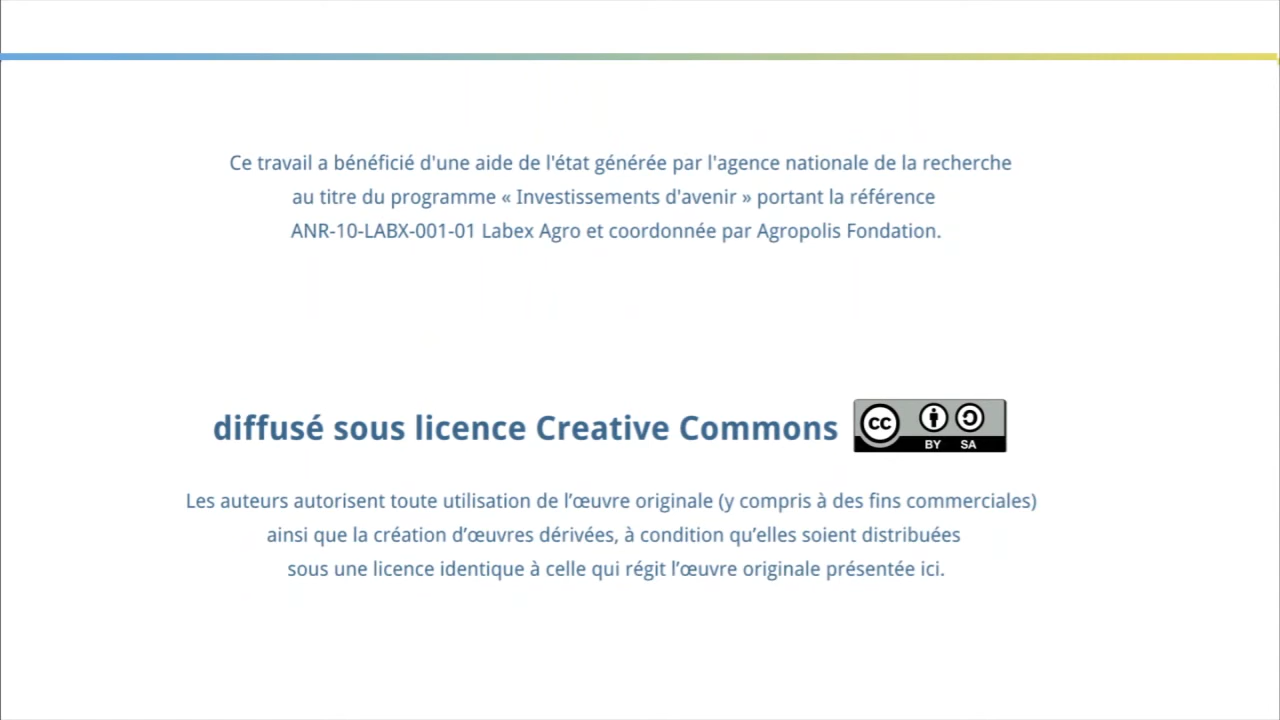 Ce travail a bénéficié d'une aide de l'état générée par l'agence nationale de la recherche
au titre du programme « Investissements d'avenir » portant la référence
ANR-10-LABX-001-01 Labex Agro et coordonnée par Agropolis Fondation.
diffusé sous licence Creative Commons
cc BY SA
Les auteurs autorisent toute utilisation de l’œuvre originale (y compris à des fins commerciales)
ainsi que la création d’œuvres dérivées, à condition qu’elles soient distribuées
sous une licence identique à celle qui régit l’œuvre originale présentée ici.